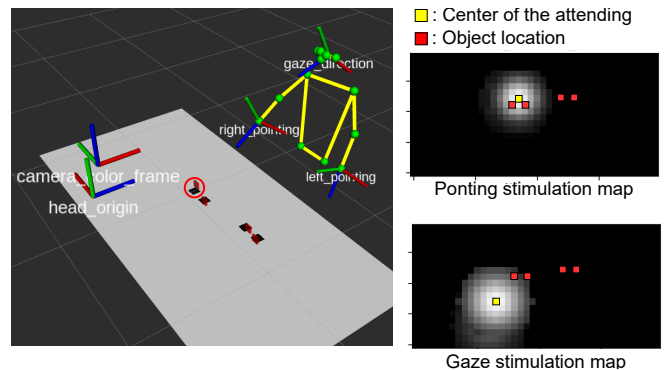 : Center of the attending
: Object location
gaze_direction
right_pointing
left_pointing
camera_color_frame
head_origin
Ponting stimulation map
Gaze stimulation map